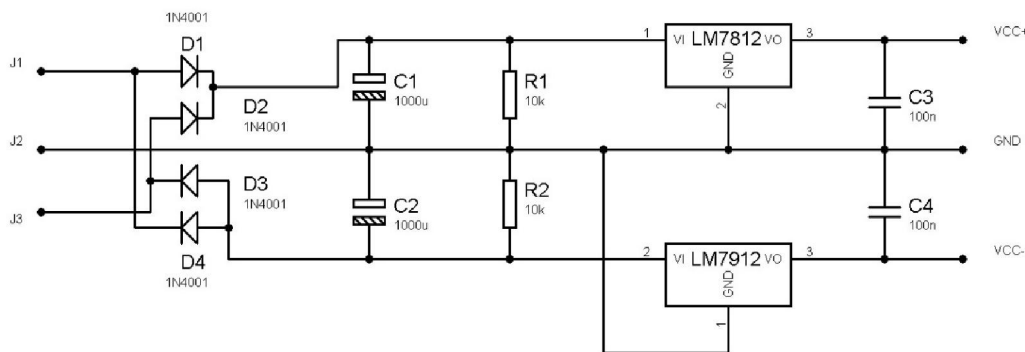 1N4001
D1
J1
D2
1N4001
J2
D3
1N4001
J3
D4
1N4001
C1
1000u
R1
10k
C2
1000u
R2
10k
1
VI
LM7812
VO
GND
3
2
VCC+
C3
100n
GND
C4
100n
2
VI
LM7912
VO
GND
3
1
VCC-